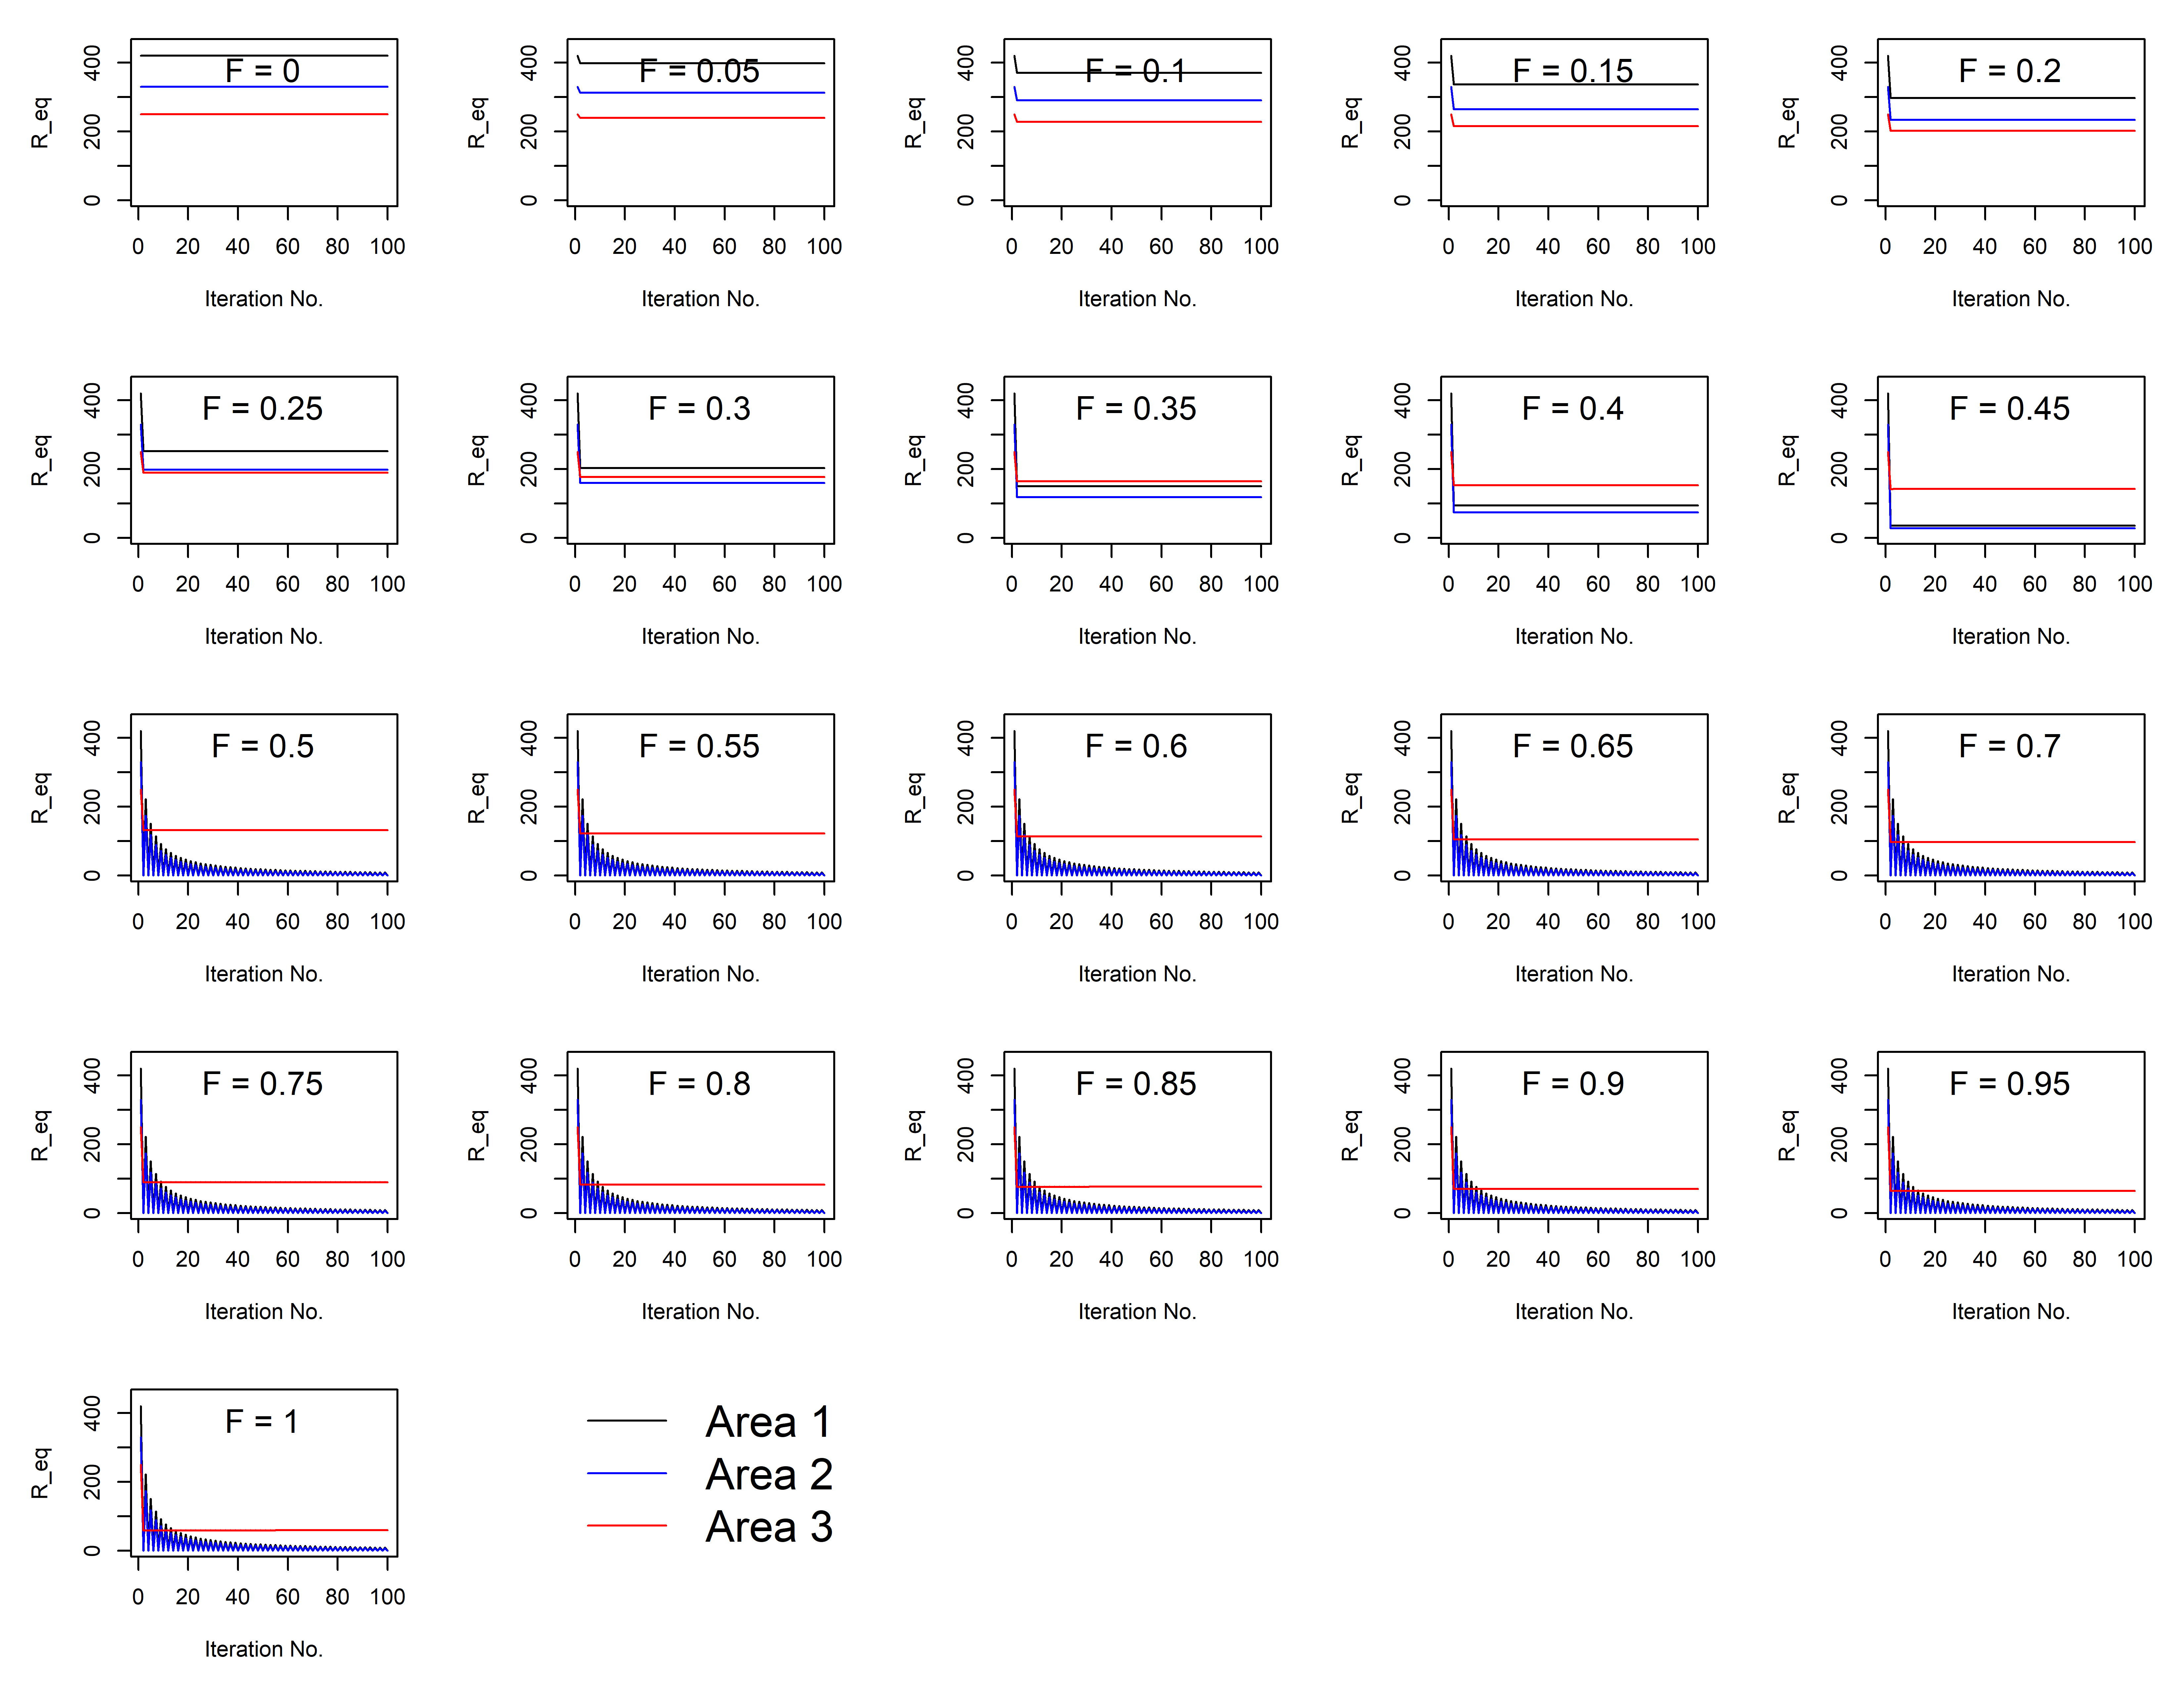 F = 0
R_eq
0 200 400
0 20 40 60 80 100
Iteration No.
F = 0.05
R_eq
0 200 400
0 20 40 60 80 100
Iteration No.
F = 0.1
R_eq
0 200 400
0 20 40 60 80 100
Iteration No.
F = 0.15
R_eq
0 200 400
0 20 40 60 80 100
Iteration No.
F = 0.2
R_eq
0 200 400
0 20 40 60 80 100
Iteration No.
F = 0.25
R_eq
0 200 400
0 20 40 60 80 100
Iteration No.
F = 0.3
R_eq
0 200 400
0 20 40 60 80 100
Iteration No.
F = 0.35
R_eq
0 200 400
0 20 40 60 80 100
Iteration No.
F = 0.4
R_eq
0 200 400
0 20 40 60 80 100
Iteration No.
F = 0.45
R_eq
0 200 400
0 20 40 60 80 100
Iteration No.
F = 0.5
R_eq
0 200 400
0 20 40 60 80 100
Iteration No.
F = 0.55
R_eq
0 200 400
0 20 40 60 80 100
Iteration No.
F = 0.6
R_eq
0 200 400
0 20 40 60 80 100
Iteration No.
F = 0.65
R_eq
0 200 400
0 20 40 60 80 100
Iteration No.
F = 0.7
R_eq
0 200 400
0 20 40 60 80 100
Iteration No.
F = 0.75
R_eq
0 200 400
0 20 40 60 80 100
Iteration No.
F = 0.8
R_eq
0 200 400
0 20 40 60 80 100
Iteration No.
F = 0.85
R_eq
0 200 400
0 20 40 60 80 100
Iteration No.
F = 0.9
R_eq
0 200 400
0 20 40 60 80 100
Iteration No.
F = 0.95
R_eq
0 200 400
0 20 40 60 80 100
Iteration No.
F = 1
R_eq
0 200 400
0 20 40 60 80 100
Iteration No.
Area 1
Area 2
Area 3